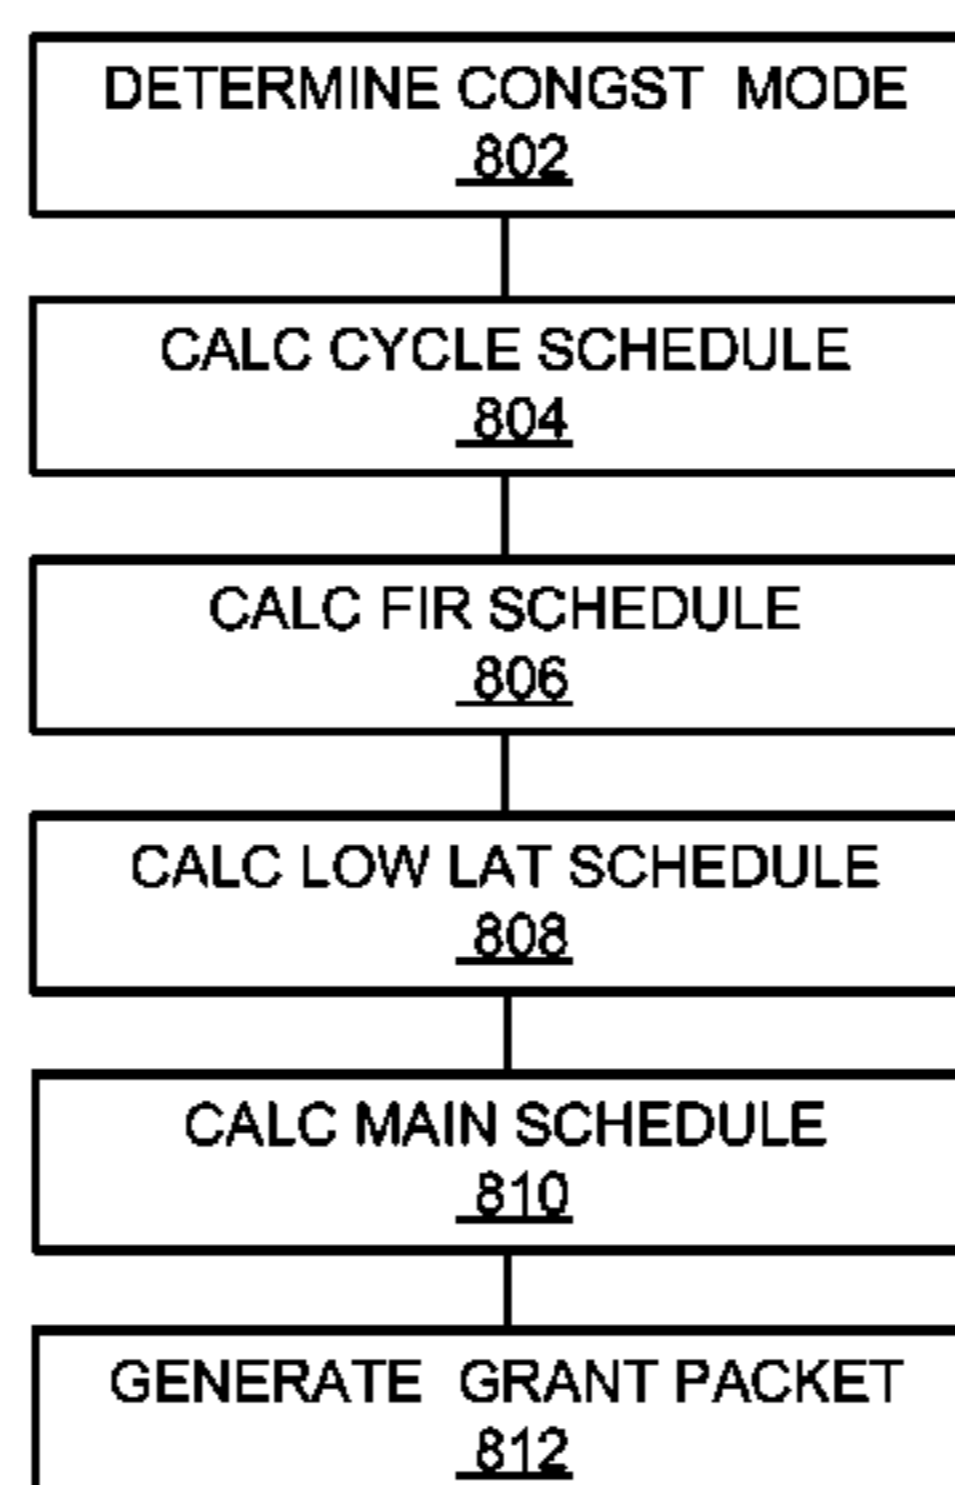 DETERMINE CONGST MODE
802
CALC CYCLE SCHEDULE
804
CALC FIR SCHEDULE
806
CALC LOW LAT SCHEDULE
808
CALC MAIN SCHEDULE
810
GENERATE GRANT PACKET
812